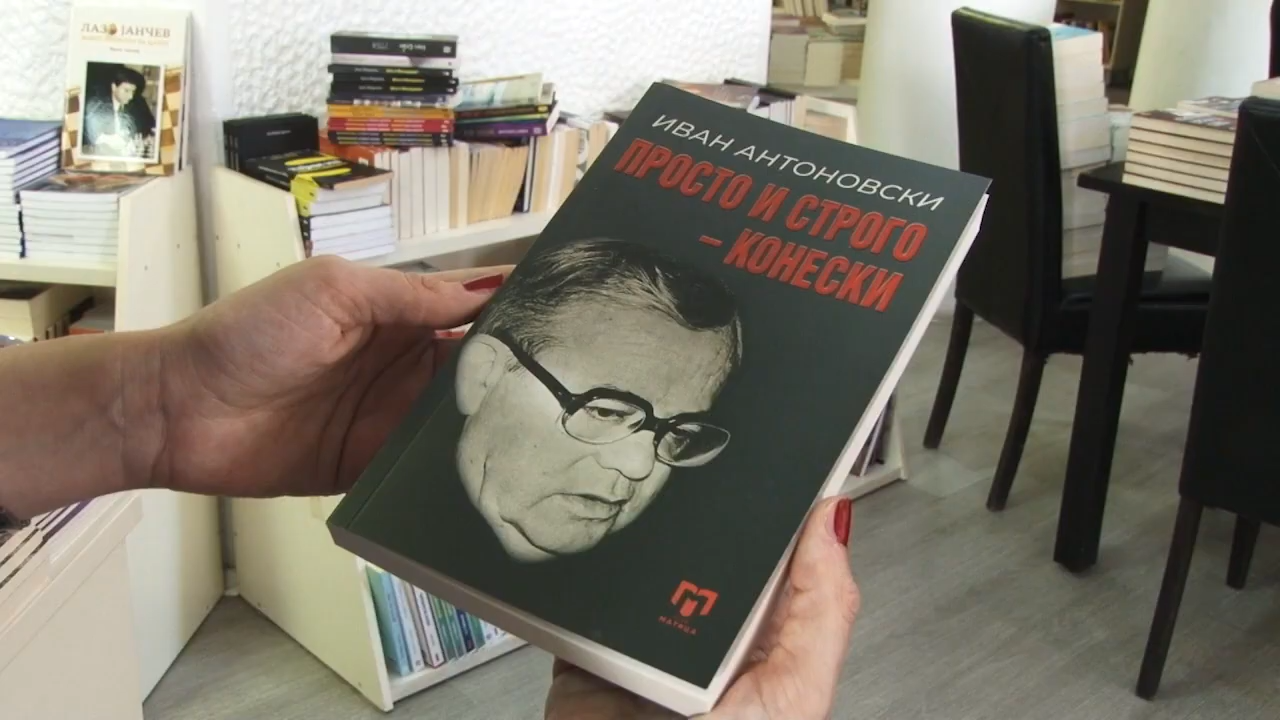 ИВАН АНТОНОВСКИ
ПРОСТО И СТРОГО
– КОНЕСКИ
МАТИЦА
ЛАЗО ЈАНЧЕВ